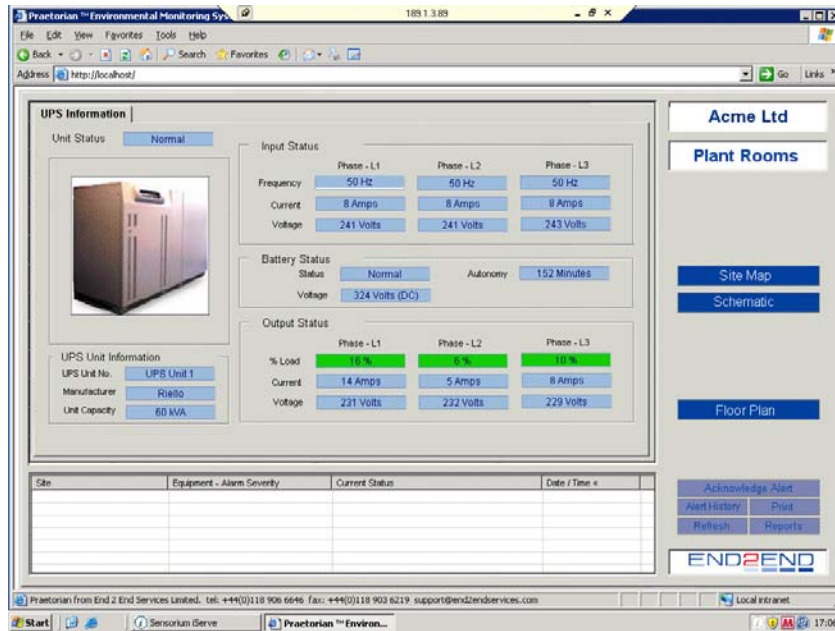 Praetorian ™ Environmental Monitoring Sys
189.1.3.89
File Edit View Favorites Tools Help
Back Search Favorites
Address http://localhost/ Go Links »
UPS Information
Unit Status Normal
Input Status
Phase - L1 Phase - L2 Phase - L3
Frequency 50 Hz 50 Hz 50 Hz
Current 8 Amps 8 Amps 8 Amps
Voltage 241 Volts 241 Volts 243 Volts
Battery Status
Status Normal Autonomy 152 Minutes
Voltage 324 Volts (DC)
Output Status
Phase - L1 Phase - L2 Phase - L3
% Load 16 % 6 % 10 %
Current 14 Amps 5 Amps 8 Amps
Voltage 231 Volts 232 Volts 229 Volts
UPS Unit Information
UPS Unit No. UPS Unit 1
Manufacturer Riello
Unit Capacity 60 kVA
Acme Ltd
Plant Rooms
Site Map
Schematic
Floor Plan
Site Equipment - Alarm Severity Current Status Date / Time «
Acknowledge Alert
Alert History Print
Refresh Reports
END2END
Praetorian from End 2 End Services Limited. tel: +44(0)118 906 6646 fax: +44(0)118 903 6219 support@end2endservices.com
Local intranet
Start Sensorium iServe Praetorian ™ Environ... 17:06